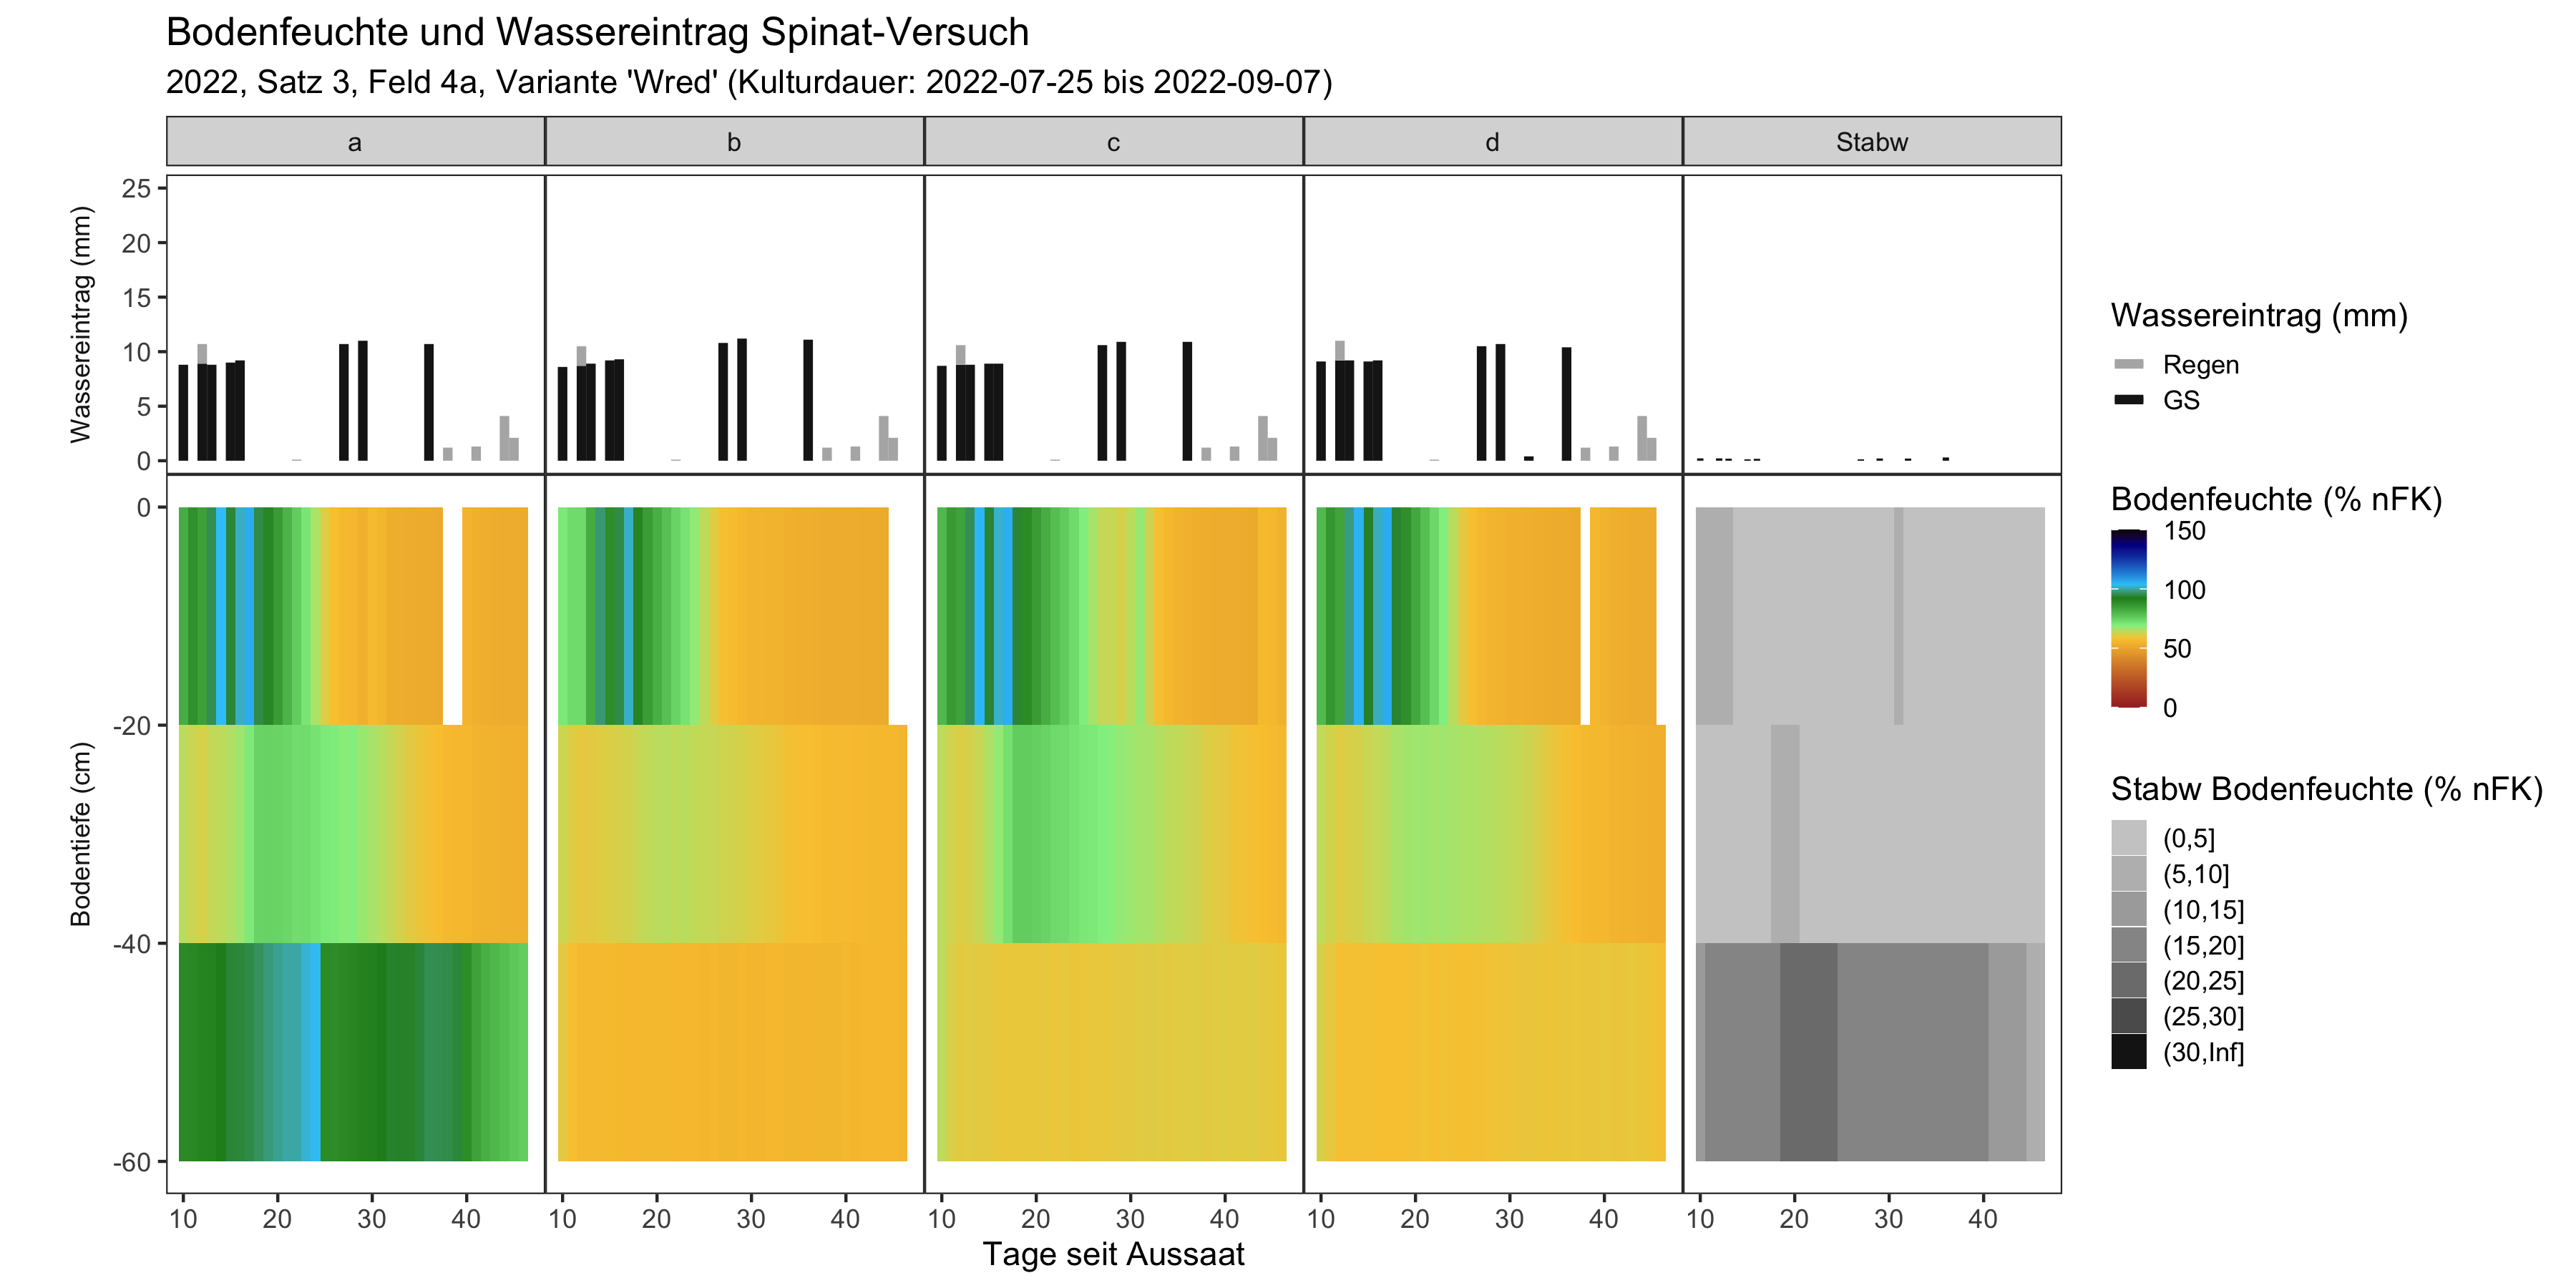 Bodenfeuchte und Wassereintrag Spinat-Versuch
2022, Satz 3, Feld 4a, Variante 'Wred' (Kulturdauer: 2022-07-25 bis 2022-09-07)
a b c d Stabw
Wassereintrag (mm)
25
20
15
10
5
0
Bodentiefe (cm)
0
-20
-40
-60
10 20 30 40 10 20 30 40 10 20 30 40 10 20 30 40 10 20 30 40
Tage seit Aussaat
Wassereintrag (mm)
Regen
GS
Bodenfeuchte (% nFK)
150
100
50
0
Stabw Bodenfeuchte (% nFK)
(0,5]
(5,10]
(10,15]
(15,20]
(20,25]
(25,30]
(30,Inf]